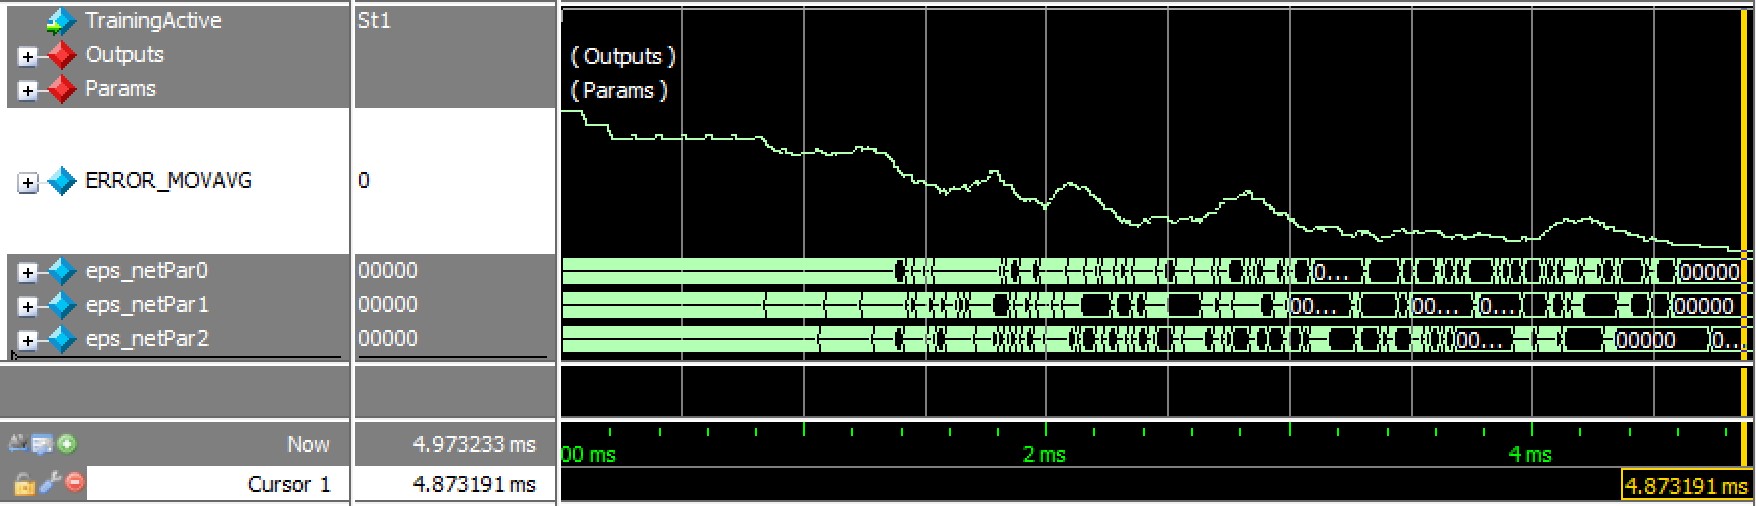 TrainingActive St1
Outputs ( Outputs )
Params ( Params )
ERROR_MOVAVG 0
eps_netPar0 00000 0... 00000
eps_netPar1 00000 00... 00... 0... 00000
eps_netPar2 00000 00... 00000 0...
Now 4.973233 ms 00 ms 2 ms 4 ms
Cursor 1 4.873191 ms 4.873191 ms